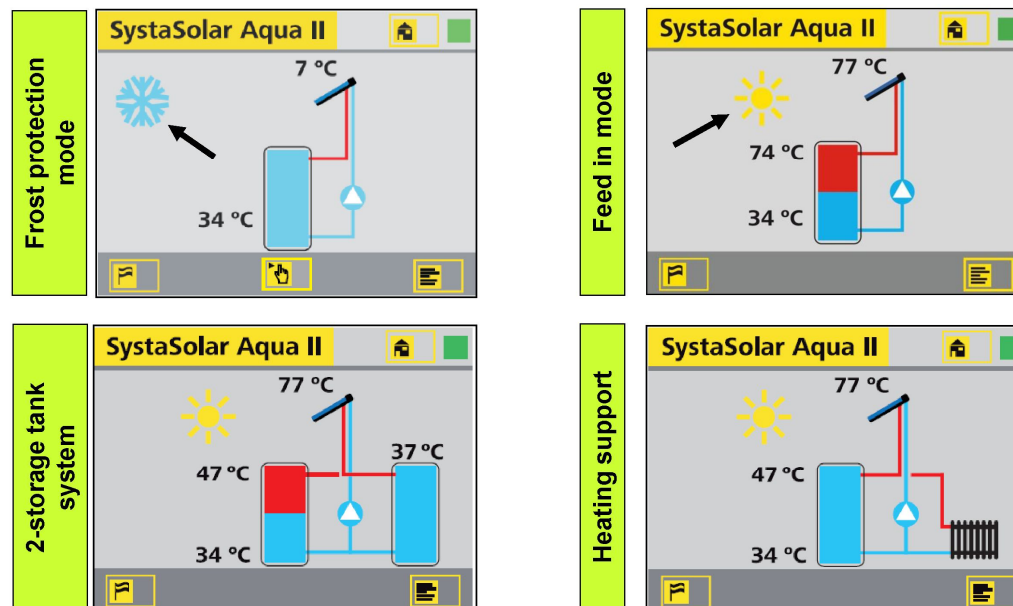 Frost protection
mode
SystaSolar Aqua II
7 °C
34 °C
Feed in mode
SystaSolar Aqua II
77 °C
74 °C
34 °C
2-storage tank
system
SystaSolar Aqua II
77 °C
37 °C
47 °C
34 °C
Heating support
SystaSolar Aqua II
77 °C
47 °C
34 °C